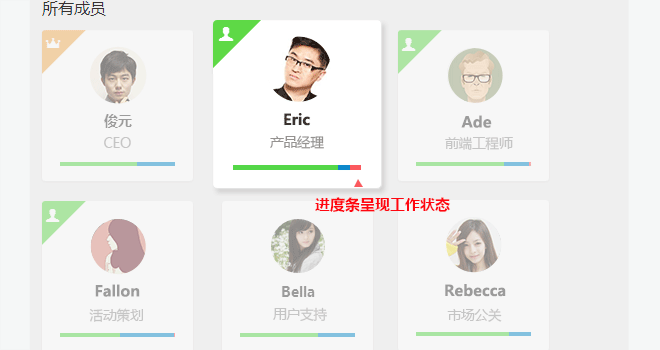 所有成员
俊元
CEO
Eric
产品经理
Ade
前端工程师
进度条呈现工作状态
Fallon
活动策划
Bella
用户支持
Rebecca
市场公关